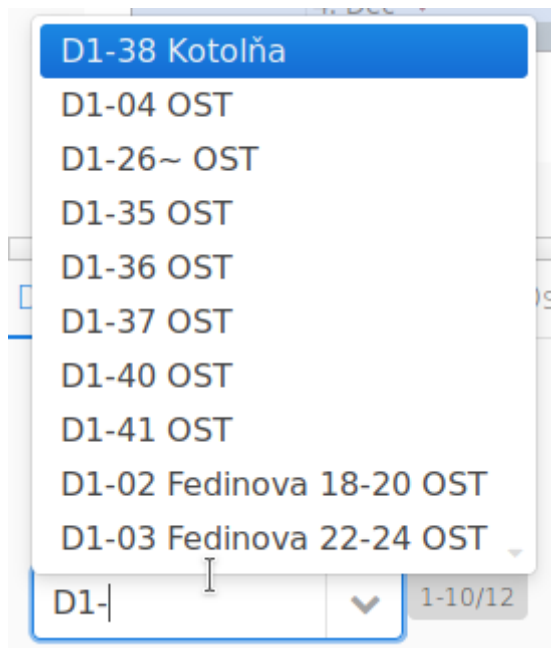 4. Dec
D1-38 Kotolňa
D1-04 OST
D1-26~ OST
D1-35 OST
D1-36 OST
D1-37 OST
D1-40 OST
D1-41 OST
D1-02 Fedinova 18-20 OST
D1-03 Fedinova 22-24 OST
D1-
1-10/12